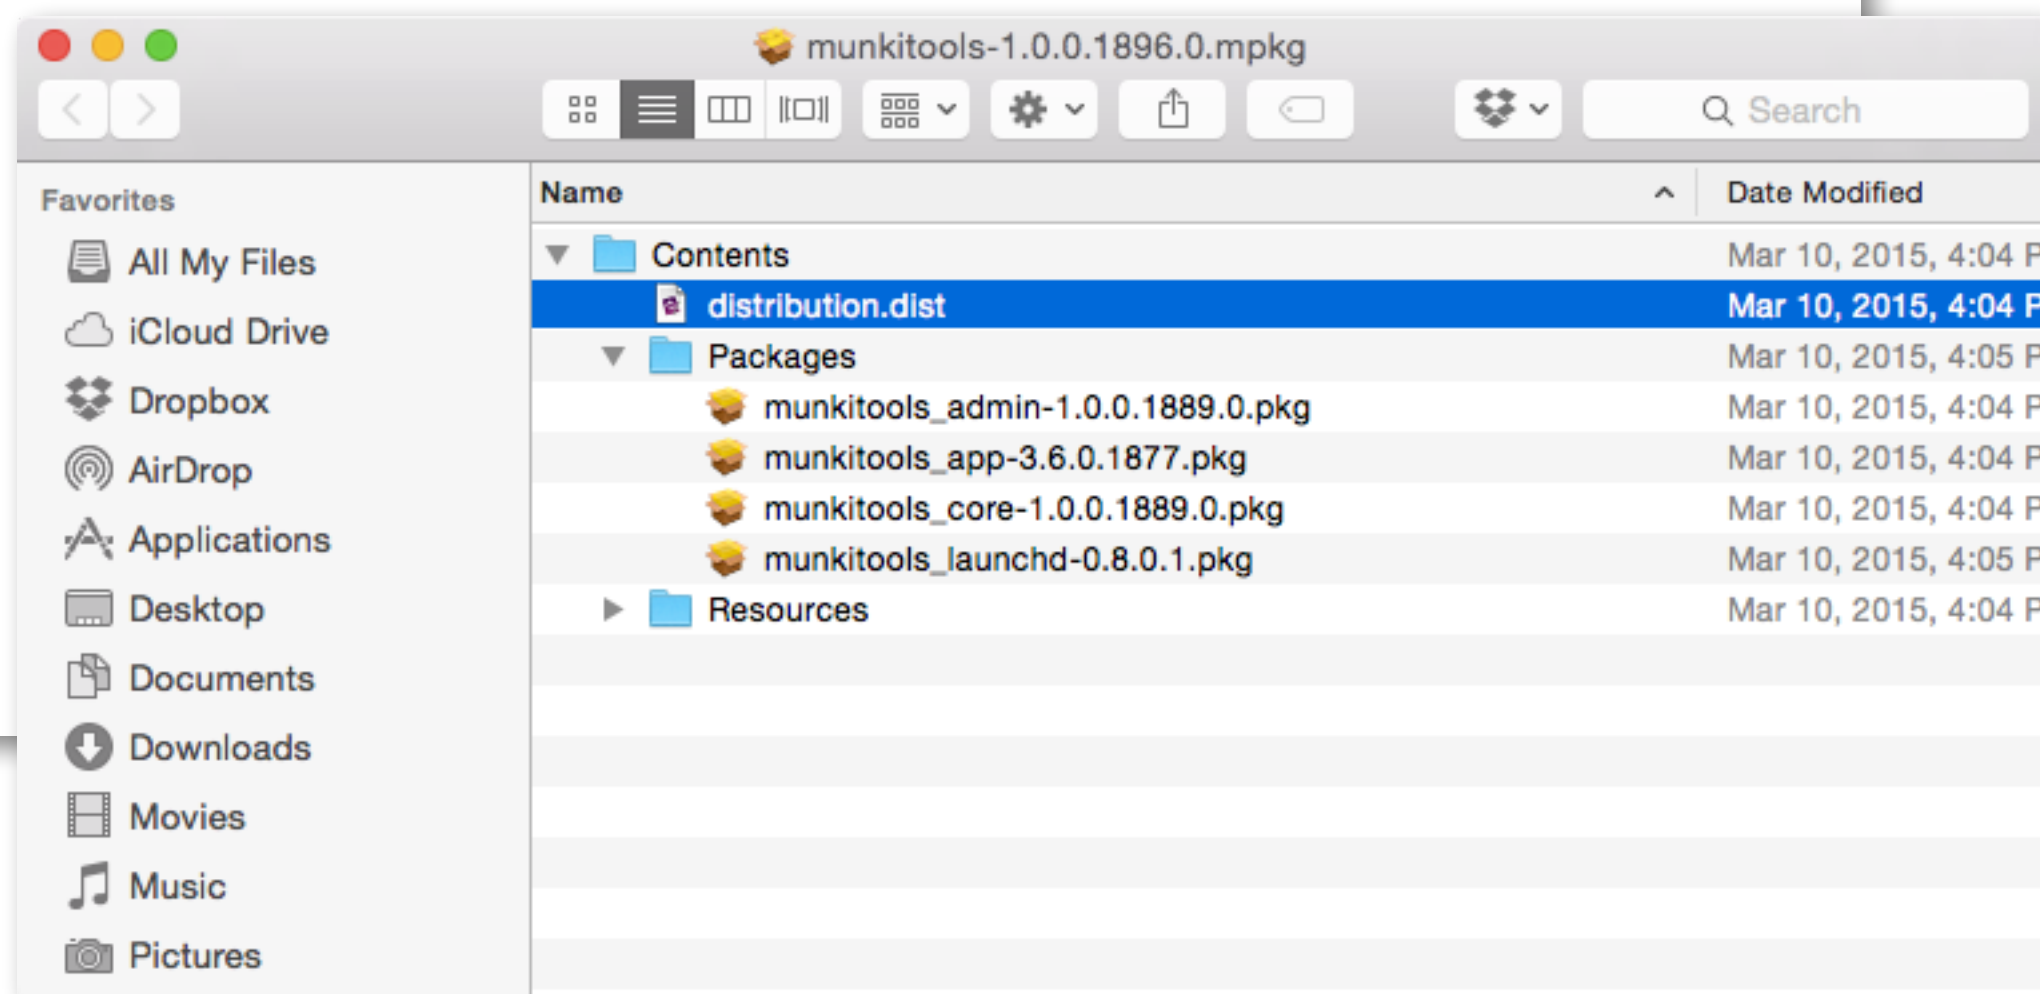 munkitools-1.0.0.1896.0.mpkg
Search
Favorites
All My Files
iCloud Drive
Dropbox
AirDrop
Applications
Desktop
Documents
Downloads
Movies
Music
Pictures
Name Date Modified
Contents Mar 10, 2015, 4:04 P
distribution.dist Mar 10, 2015, 4:04 P
Packages Mar 10, 2015, 4:05 P
munkitools_admin-1.0.0.1889.0.pkg Mar 10, 2015, 4:04 P
munkitools_app-3.6.0.1877.pkg Mar 10, 2015, 4:04 P
munkitools_core-1.0.0.1889.0.pkg Mar 10, 2015, 4:04 P
munkitools_launchd-0.8.0.1.pkg Mar 10, 2015, 4:05 P
Resources Mar 10, 2015, 4:04 P